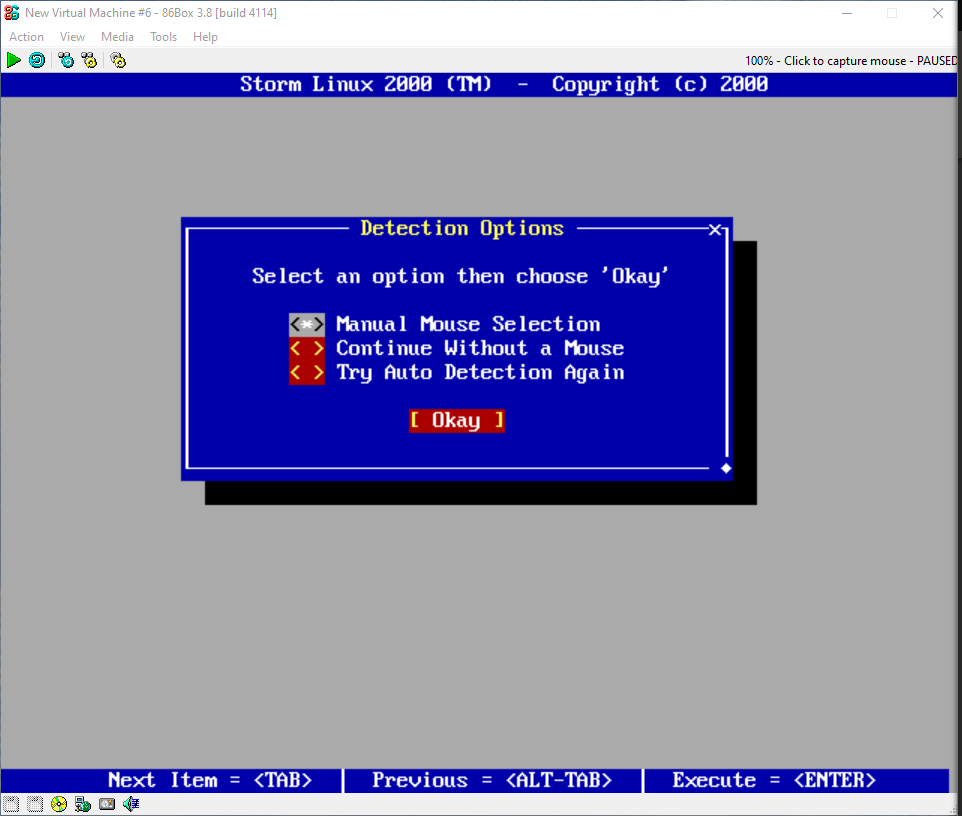 New Virtual Machine #6 - 86Box 3.8 [build 4114]
Action View Media Tools Help
100% - Click to capture mouse - PAUSED
Storm Linux 2000 (TM) - Copyright (c) 2000
Detection Options
Select an option then choose 'Okay'
<*> Manual Mouse Selection
< > Continue Without a Mouse
< > Try Auto Detection Again
[ Okay ]
Next Item = <TAB> | Previous = <ALT-TAB> | Execute = <ENTER>